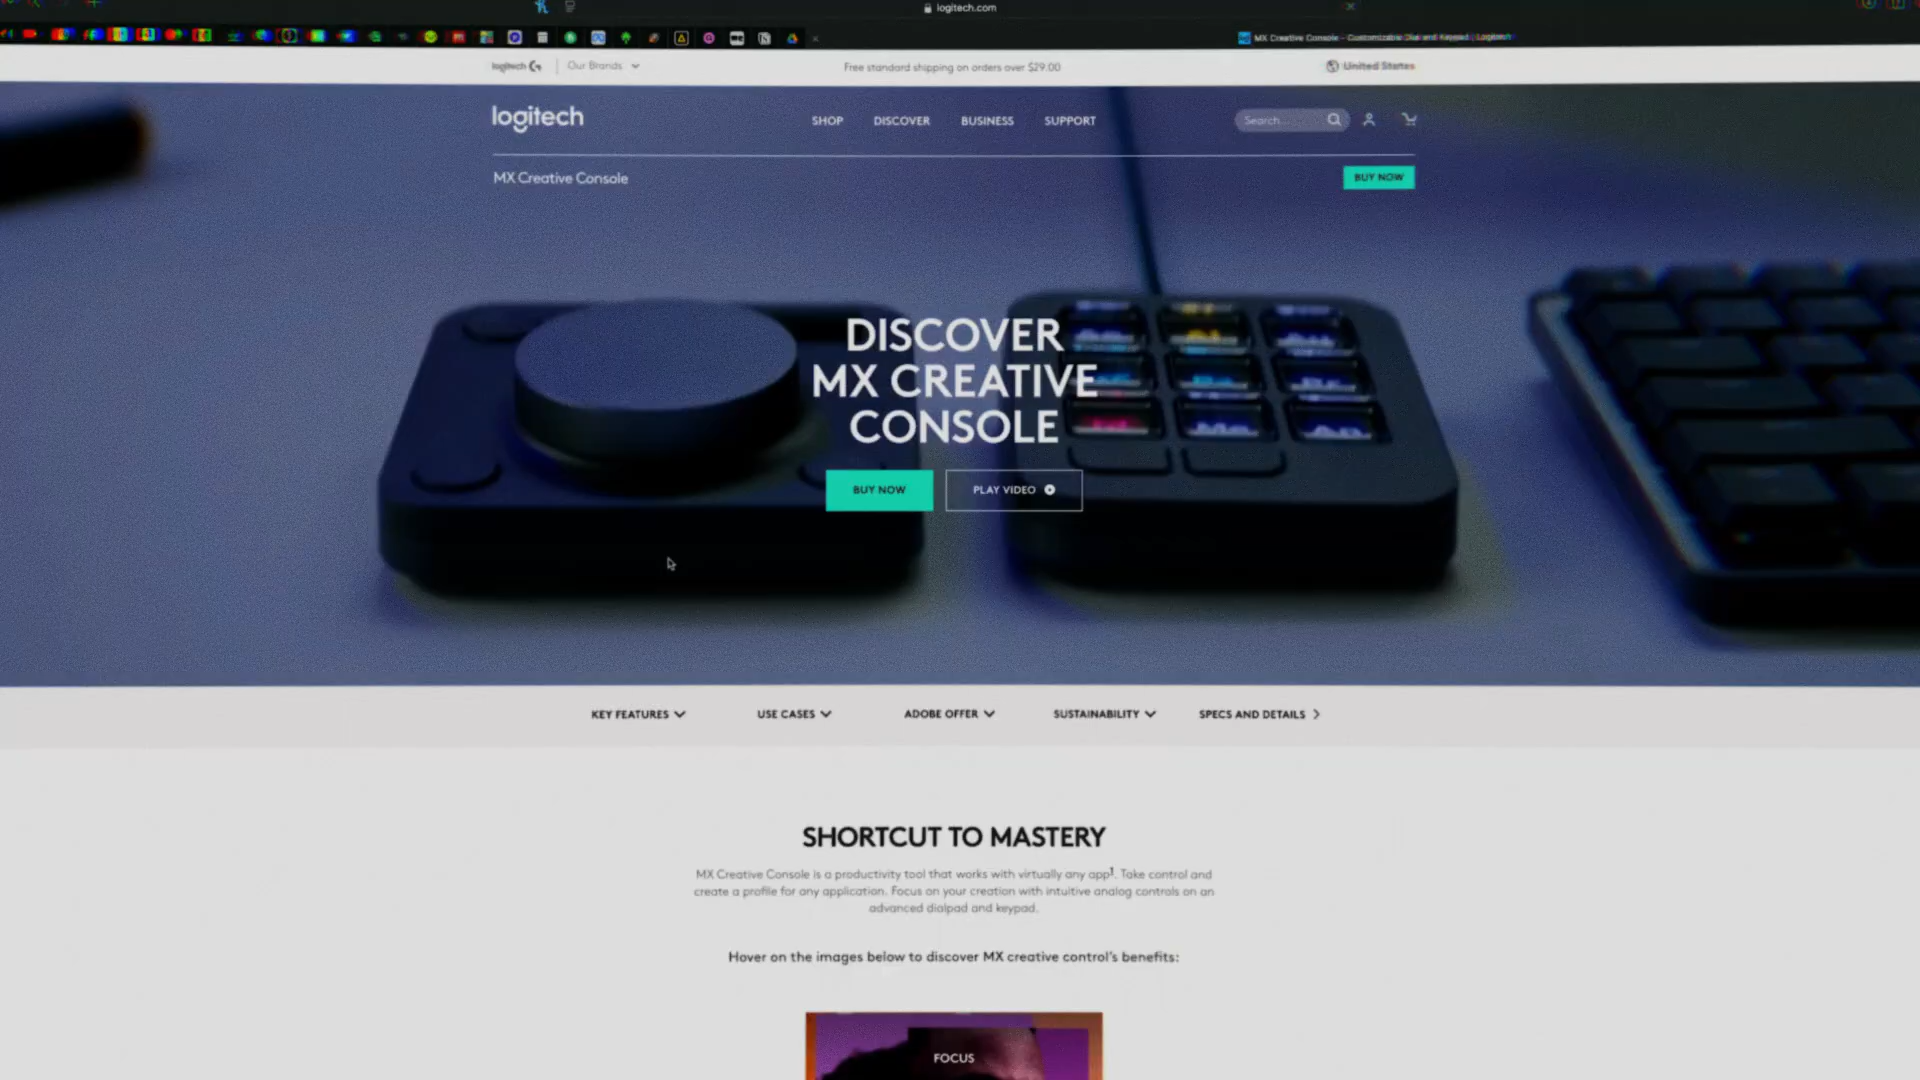 logitech.com
MX Creative Console - Customizable Dial and Keypad | Logitech
logitech
Our Brands
Free standard shipping on orders over $29.00
United States
logitech
SHOP
DISCOVER
BUSINESS
SUPPORT
Search...
MX Creative Console
BUY NOW
DISCOVER
MX CREATIVE
CONSOLE
BUY NOW
PLAY VIDEO
KEY FEATURES
USE CASES
ADOBE OFFER
SUSTAINABILITY
SPECS AND DETAILS
SHORTCUT TO MASTERY
MX Creative Console is a productivity tool that works with virtually any app¹. Take control and
create a profile for any application. Focus on your creation with intuitive analog controls on an
advanced dialpad and keypad.
Hover on the images below to discover MX creative control's benefits:
FOCUS